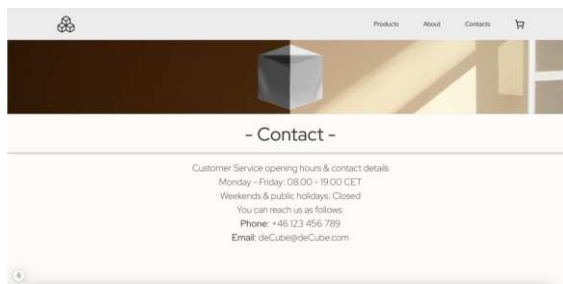 Products About Contacts
- Contact -
Customer Service opening hours & contact details
Monday - Friday: 08.00 - 19.00 CET
Weekends & public holidays: Closed
You can reach us as follows:
Phone: +46 123 456 789
Email: deCube@deCube.com